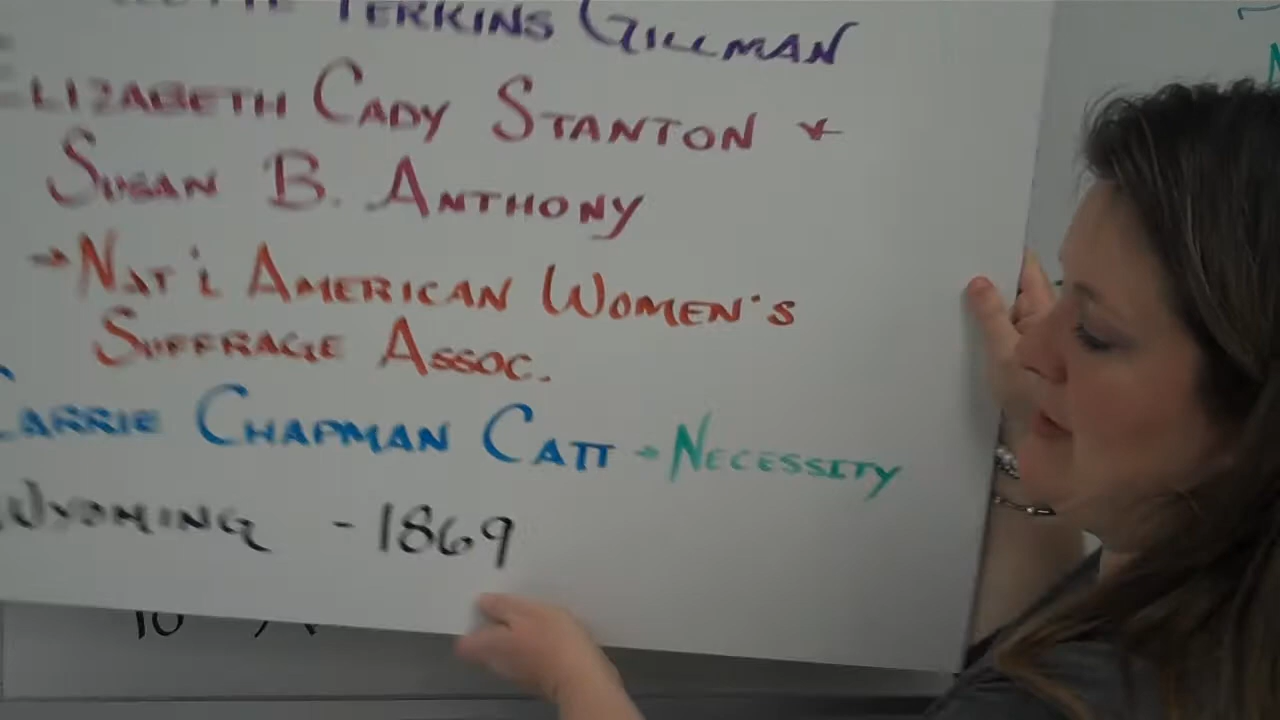 PERKINS GILLMAN
ELIZABETH CADY STANTON &
SUSAN B. ANTHONY
→ NAT'L AMERICAN WOMEN'S
SUFFRAGE ASSOC.
CARRIE CHAPMAN CATT → NECESSITY
WYOMING - 1869